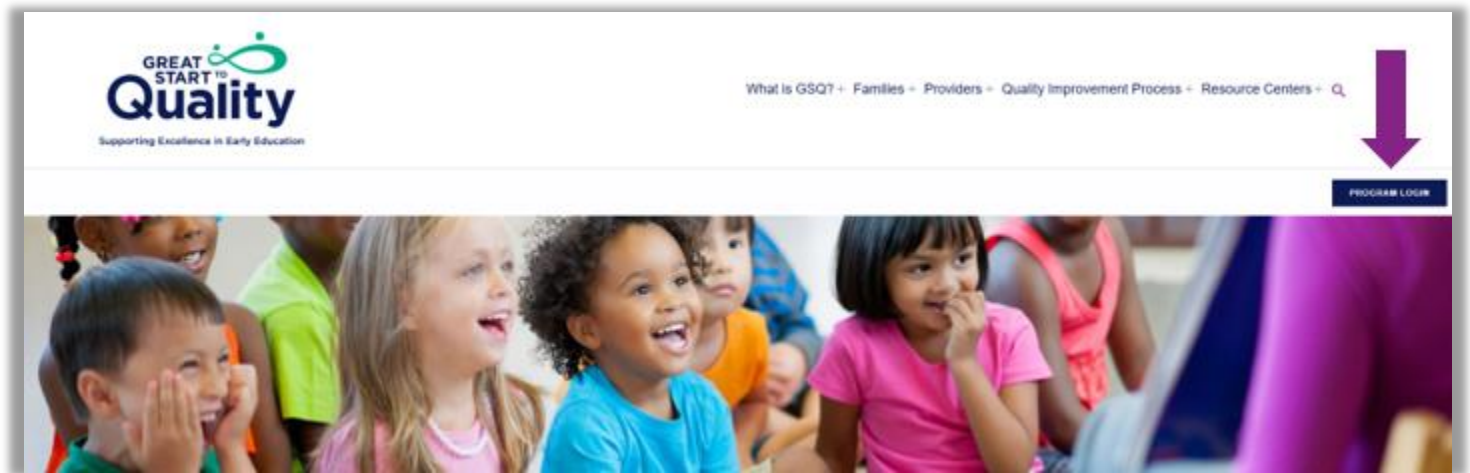 GREAT
START TO
Quality
Supporting Excellence in Early Education
What is GSQ? + Families + Providers + Quality Improvement Process + Resource Centers +
PROGRAM LOGIN